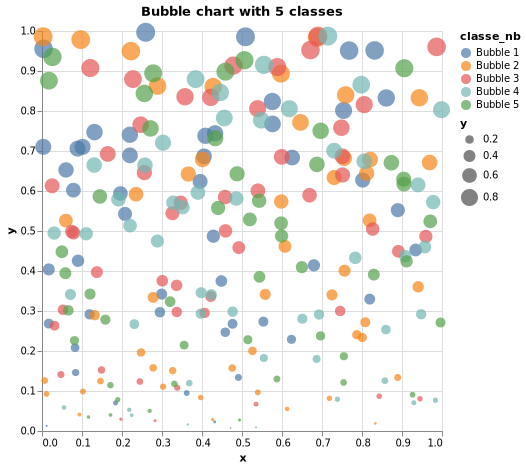 Bubble chart with 5 classes
classe_nb
Bubble 1
Bubble 2
Bubble 3
Bubble 4
Bubble 5
y
0.2
0.4
0.6
0.8
y
1.0
0.9
0.8
0.7
0.6
0.5
0.4
0.3
0.2
0.1
0.0
0.0 0.1 0.2 0.3 0.4 0.5 0.6 0.7 0.8 0.9 1.0
x